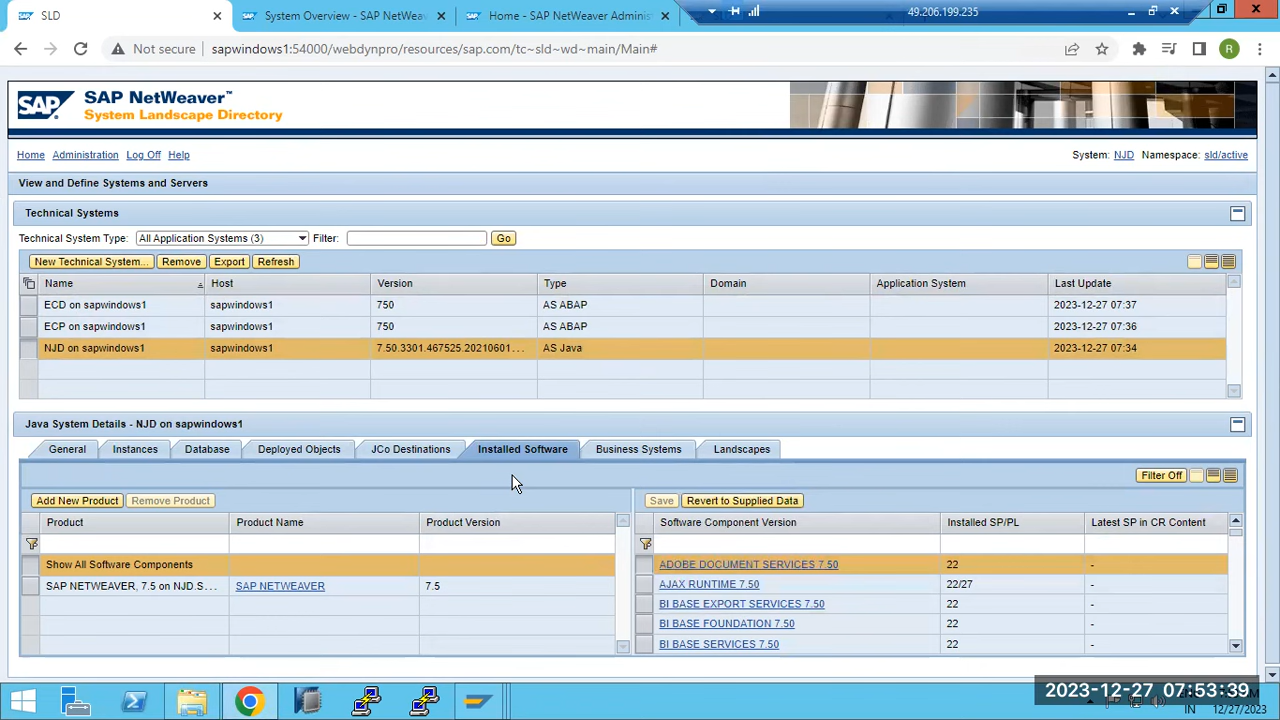 SLD
System Overview - SAP NetWeav
Home - SAP NetWeaver Adminis
49.206.199.235
Not secure
sapwindows1:54000/webdynpro/resources/sap.com/tc~sld~wd~main/Main#
R
SAP
SAP NetWeaver™
System Landscape Directory
Home Administration Log Off Help
System: NJD Namespace: sld/active
View and Define Systems and Servers
Technical Systems
Technical System Type: All Application Systems (3) Filter: Go
New Technical System... Remove Export Refresh
Name Host Version Type Domain Application System Last Update
ECD on sapwindows1 sapwindows1 750 AS ABAP 2023-12-27 07:37
ECP on sapwindows1 sapwindows1 750 AS ABAP 2023-12-27 07:36
NJD on sapwindows1 sapwindows1 7.50.3301.467525.20210601... AS Java 2023-12-27 07:34
Java System Details - NJD on sapwindows1
General Instances Database Deployed Objects JCo Destinations Installed Software Business Systems Landscapes
Filter Off
Add New Product Remove Product
Save Revert to Supplied Data
Product Product Name Product Version
Software Component Version Installed SP/PL Latest SP in CR Content
Show All Software Components
ADOBE DOCUMENT SERVICES 7.50 22 -
SAP NETWEAVER, 7.5 on NJD S... SAP NETWEAVER 7.5
AJAX RUNTIME 7.50 22/27 -
BI BASE EXPORT SERVICES 7.50 22 -
BI BASE FOUNDATION 7.50 22 -
BI BASE SERVICES 7.50 22 -
2023-12-27 07:53:39
IN 12/27/2023